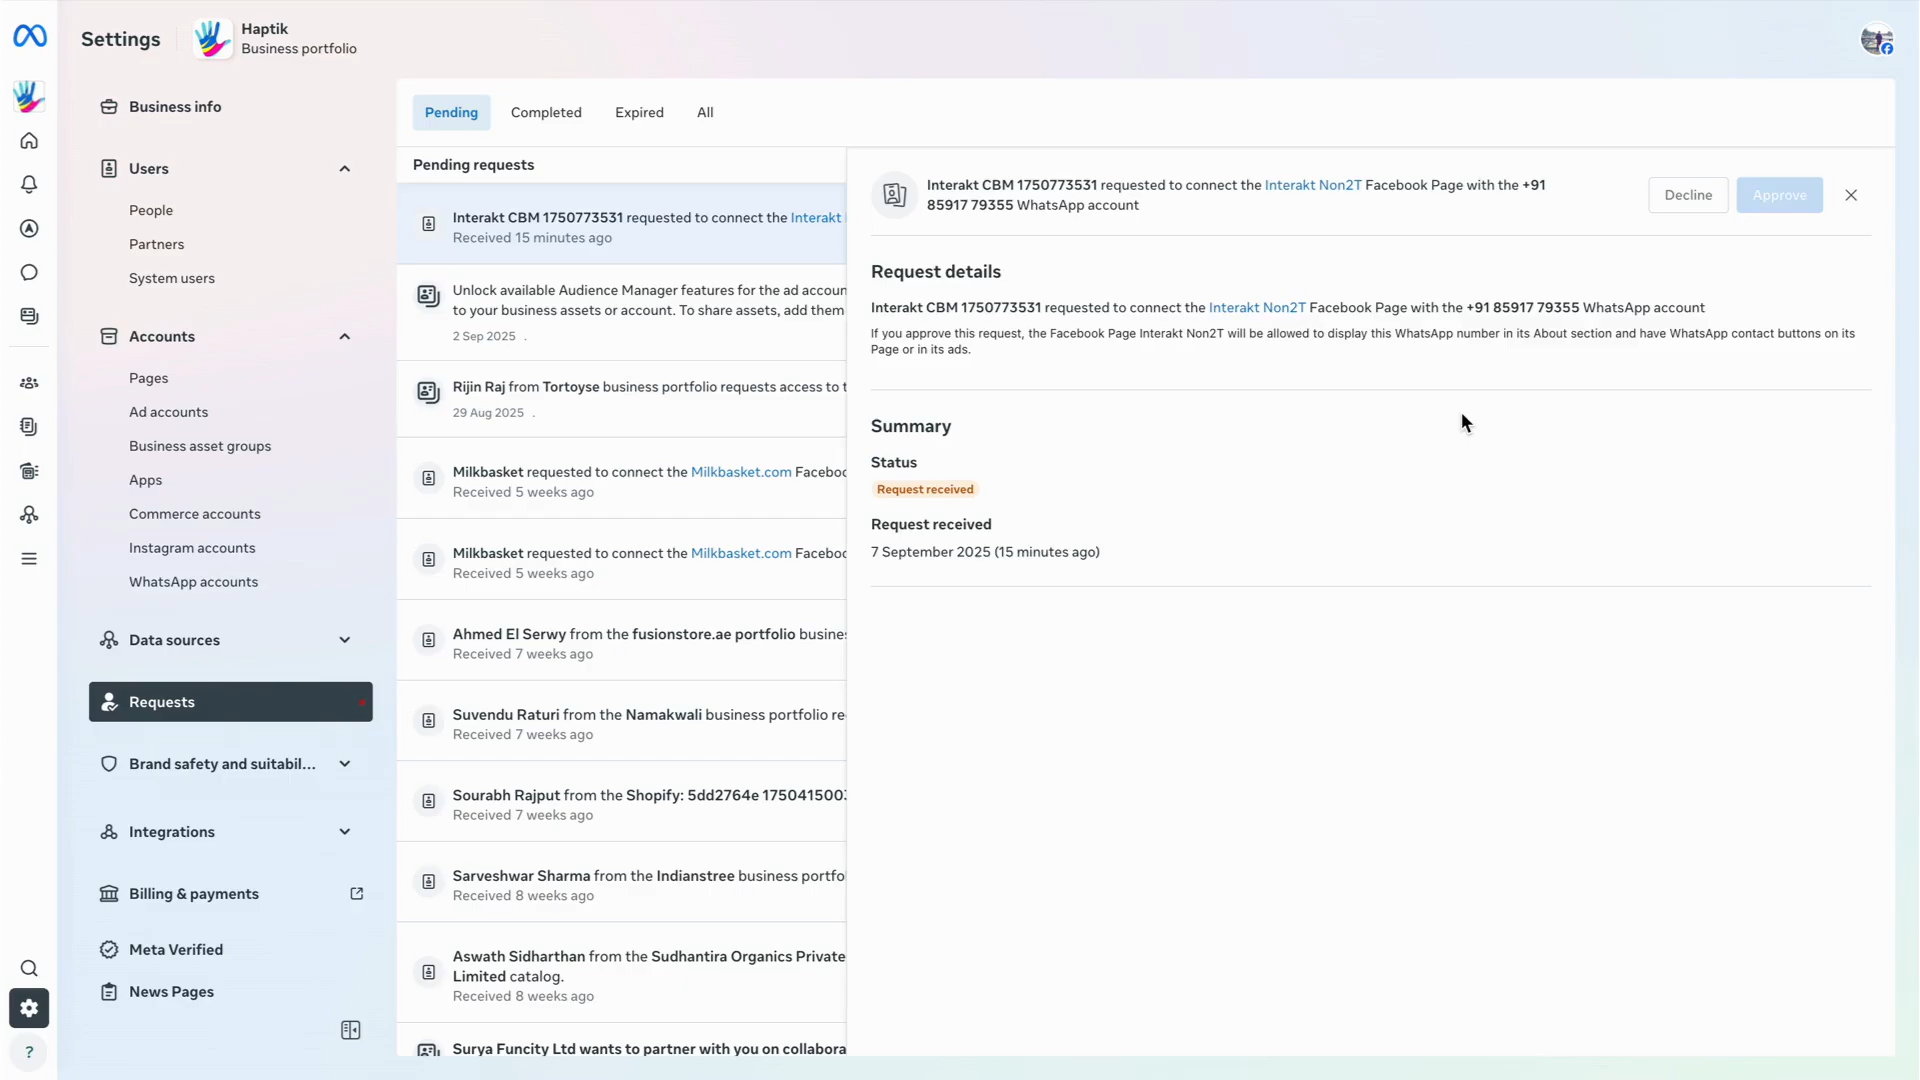 Settings
Haptik
Business portfolio
Business info
Users
People
Partners
System users
Accounts
Pages
Ad accounts
Business asset groups
Apps
Commerce accounts
Instagram accounts
WhatsApp accounts
Data sources
Requests
Brand safety and suitabil...
Integrations
Billing & payments
Meta Verified
News Pages
?
Pending
Completed
Expired
All
Pending requests
Interakt CBM 1750773531 requested to connect the Interakt
Received 15 minutes ago
Unlock available Audience Manager features for the ad accoun
to your business assets or account. To share assets, add them
2 Sep 2025 .
Rijin Raj from Tortoyse business portfolio requests access to t
29 Aug 2025 .
Milkbasket requested to connect the Milkbasket.com Faceboo
Received 5 weeks ago
Milkbasket requested to connect the Milkbasket.com Faceboo
Received 5 weeks ago
Ahmed El Serwy from the fusionstore.ae portfolio busine
Received 7 weeks ago
Suvendu Raturi from the Namakwali business portfolio re
Received 7 weeks ago
Sourabh Rajput from the Shopify: 5dd2764e 175041500
Received 7 weeks ago
Sarveshwar Sharma from the Indianstree business portfo
Received 8 weeks ago
Aswath Sidharthan from the Sudhantira Organics Private
Limited catalog.
Received 8 weeks ago
Surya Funcity Ltd wants to partner with you on collabora
Interakt CBM 1750773531 requested to connect the Interakt Non2T Facebook Page with the +91
85917 79355 WhatsApp account
Decline
Approve
Request details
Interakt CBM 1750773531 requested to connect the Interakt Non2T Facebook Page with the +91 85917 79355 WhatsApp account
If you approve this request, the Facebook Page Interakt Non2T will be allowed to display this WhatsApp number in its About section and have WhatsApp contact buttons on its
Page or in its ads.
Summary
Status
Request received
Request received
7 September 2025 (15 minutes ago)